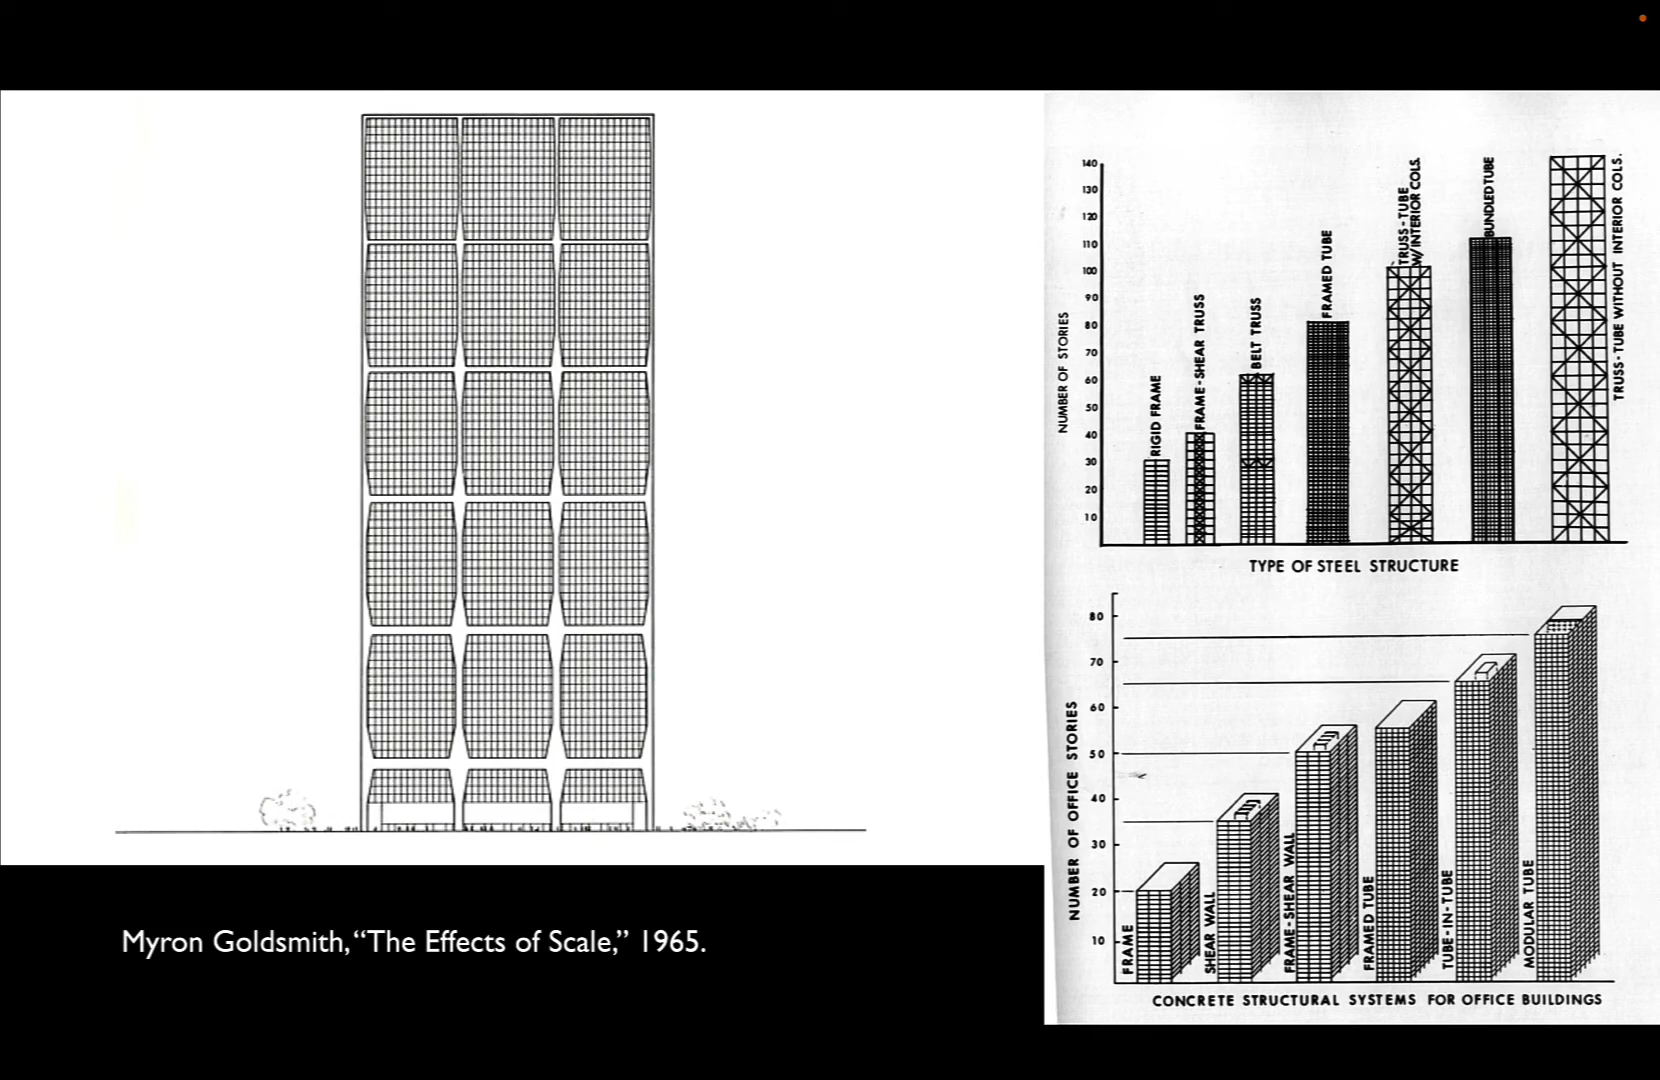 140
130
120
110
100
90
80
70
60
50
40
30
20
10
NUMBER OF STORIES
RIGID FRAME
FRAME-SHEAR TRUSS
BELT TRUSS
FRAMED TUBE
TRUSS-TUBE
W/INTERIOR COLS.
BUNDLED TUBE
TRUSS-TUBE WITHOUT INTERIOR COLS.
TYPE OF STEEL STRUCTURE
80
70
60
50
40
30
20
10
NUMBER OF OFFICE STORIES
FRAME
SHEAR WALL
FRAME-SHEAR WALL
FRAMED TUBE
TUBE-IN-TUBE
MODULAR TUBE
CONCRETE STRUCTURAL SYSTEMS FOR OFFICE BUILDINGS
Myron Goldsmith, “The Effects of Scale,” 1965.